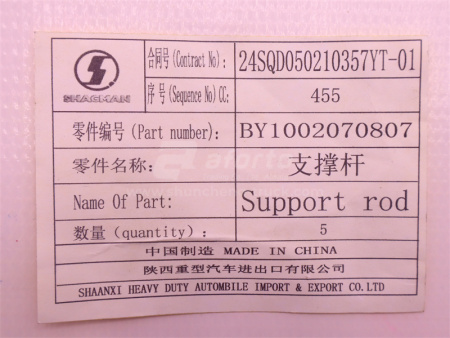 合同号(Contract No): 24SQD050210357YT-01
SHACMAN
序号(Sequence No)CC: 455
零件编号(Part number): BY1002070807
零件名称: 支撑杆
Name Of Part: Support rod
数量(quantity): 5
中国制造 MADE IN CHINA
陕西重型汽车进出口有限公司
SHAANXI HEAVY DUTY AUTOMBILE IMPORT & EXPORT CO.LTD